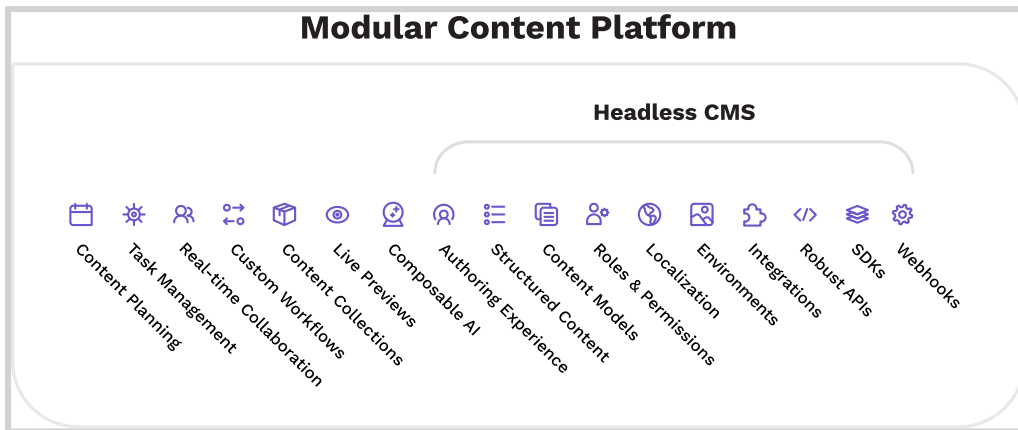 Modular Content Platform
Headless CMS
Content Planning
Task Management
Real-time Collaboration
Custom Workflows
Content Collections
Live Previews
Composable AI
Authoring Experience
Structured Content
Content Models
Roles & Permissions
Localization
Environments
Integrations
Robust APIs
SDKs
Webhooks